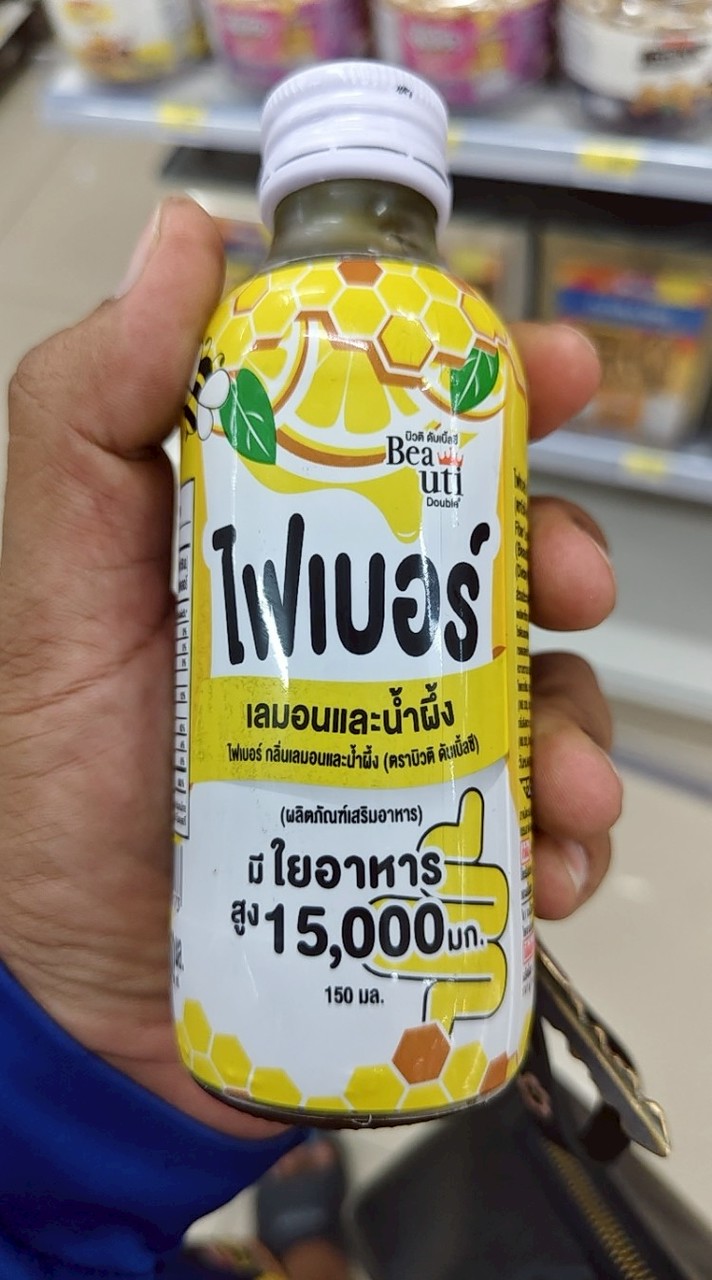 บิวติ ดับเบิ้ลซี
Beauti
Double
ไฟเบอร์
เลมอนและน้ำผึ้ง
ไฟเบอร์ กลิ่นเลมอนและน้ำผึ้ง (ตราบิวติ ดับเบิ้ลซี)
(ผลิตภัณฑ์เสริมอาหาร)
มี ใยอาหาร
สูง 15,000 มก.
150 มล.